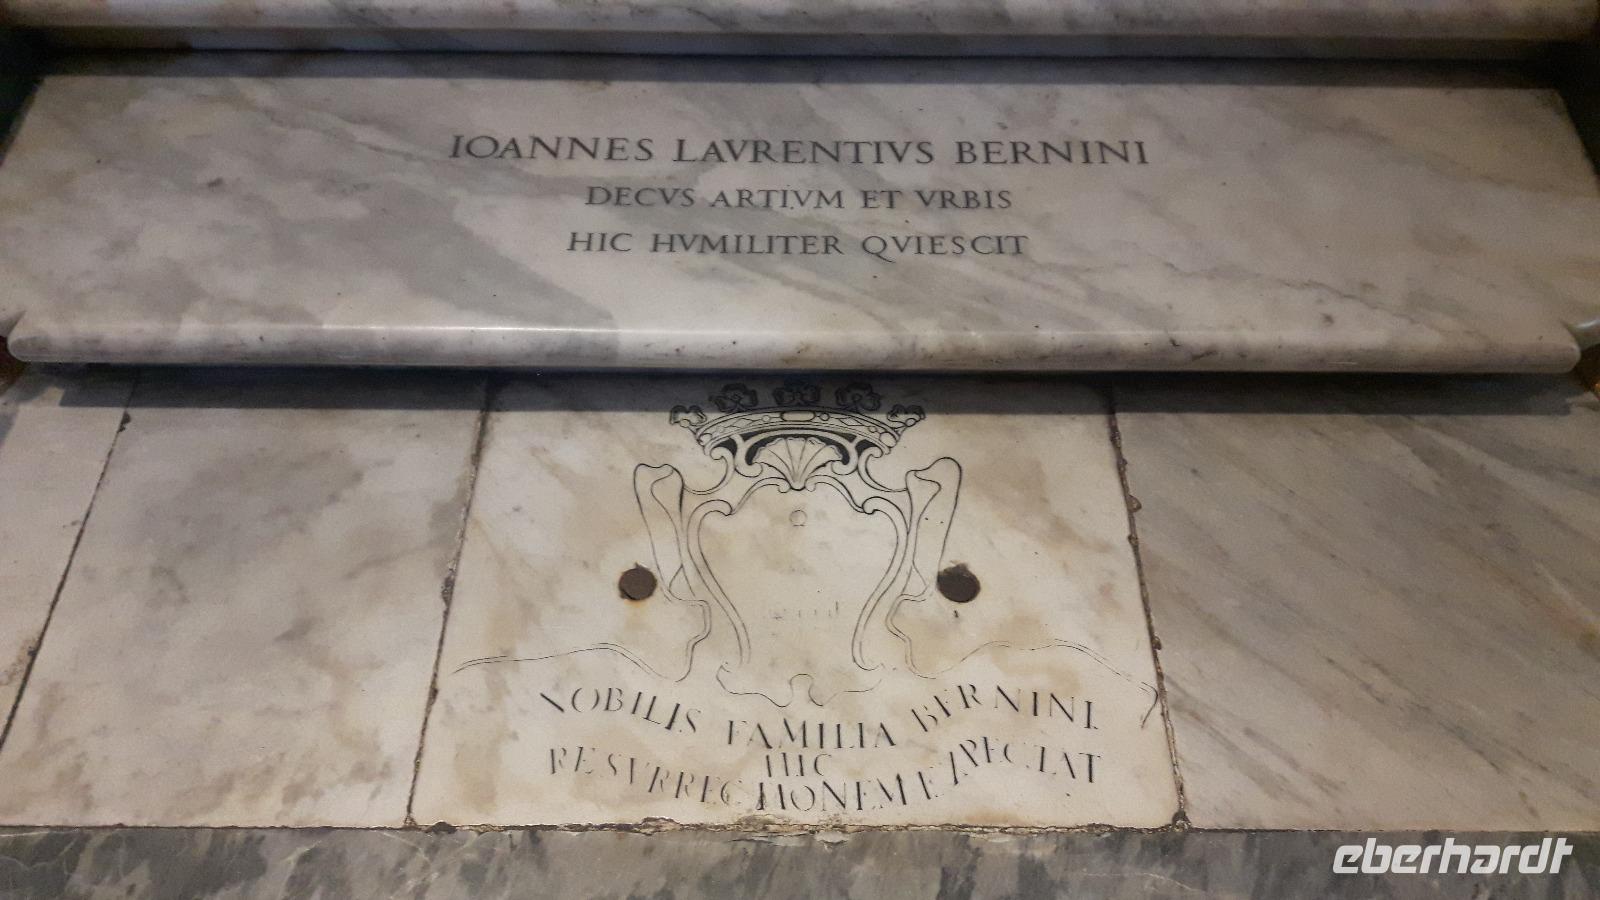 IOANNES LAVRENTIVS BERNINI
DECVS ARTIVM ET VRBIS
HIC HVMILITER QVIESCIT
NOBILIS FAMILIA BERNINI
HIC
RESVRRECTIONEM EXPECTAT
eberhardt